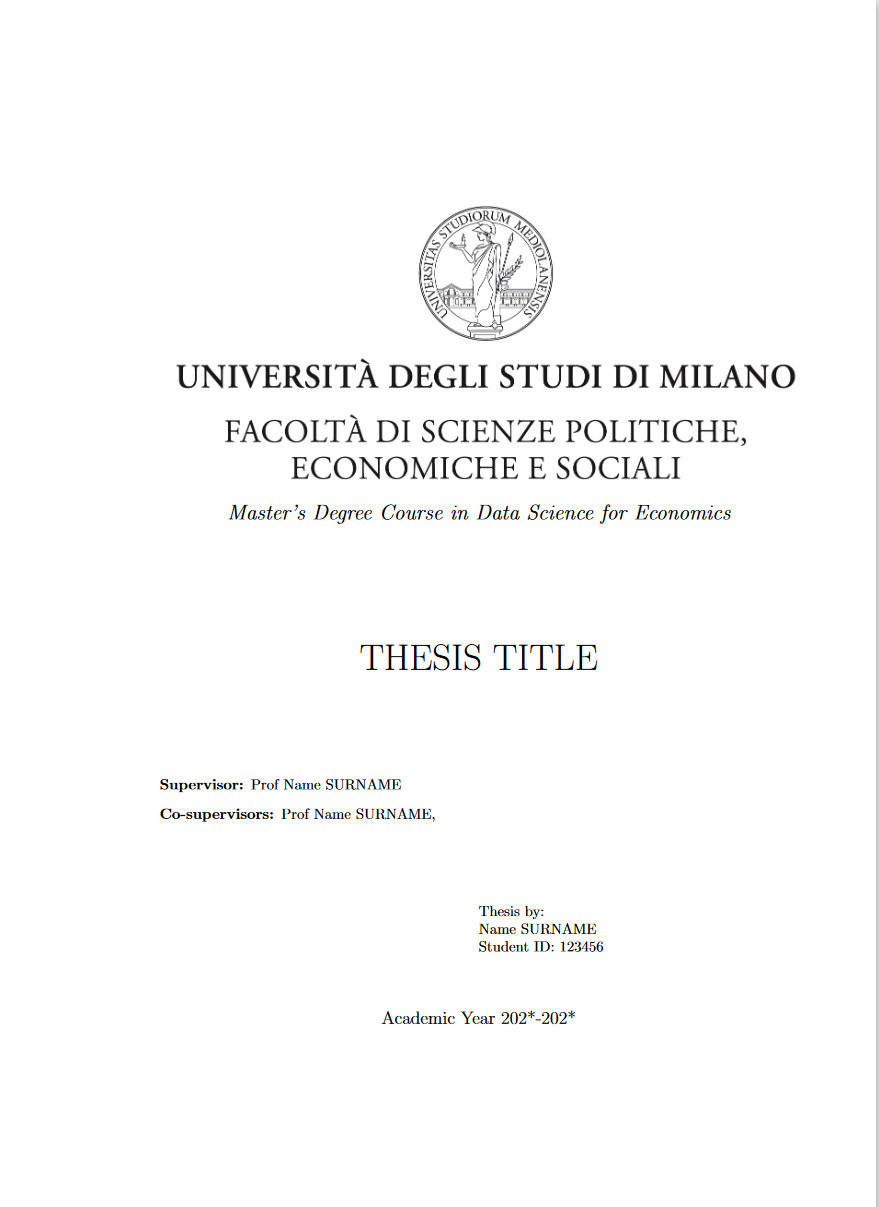 UNIVERSITAS STUDIORUM MEDIOLANENSIS
UNIVERSITÀ DEGLI STUDI DI MILANO
FACOLTÀ DI SCIENZE POLITICHE,
ECONOMICHE E SOCIALI
Master's Degree Course in Data Science for Economics
THESIS TITLE
Supervisor: Prof Name SURNAME
Co-supervisors: Prof Name SURNAME,
Thesis by:
Name SURNAME
Student ID: 123456
Academic Year 202*-202*